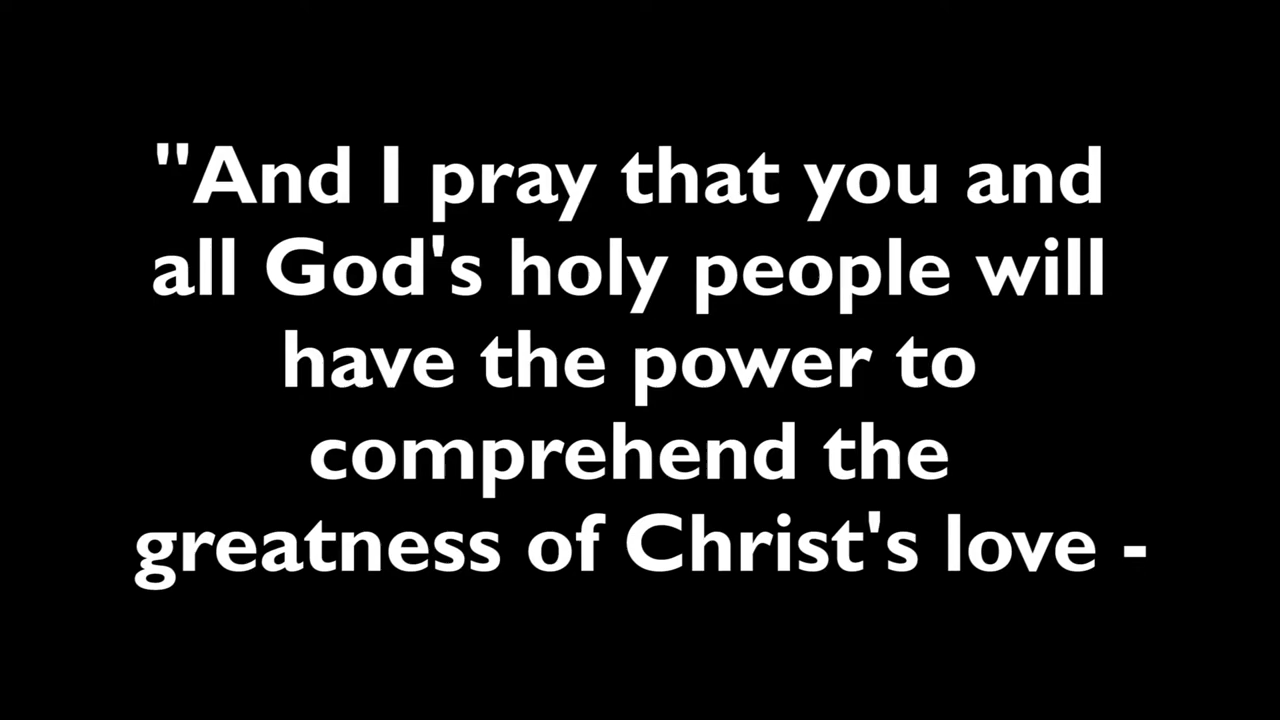 "And I pray that you and
all God's holy people will
have the power to
comprehend the
greatness of Christ's love -